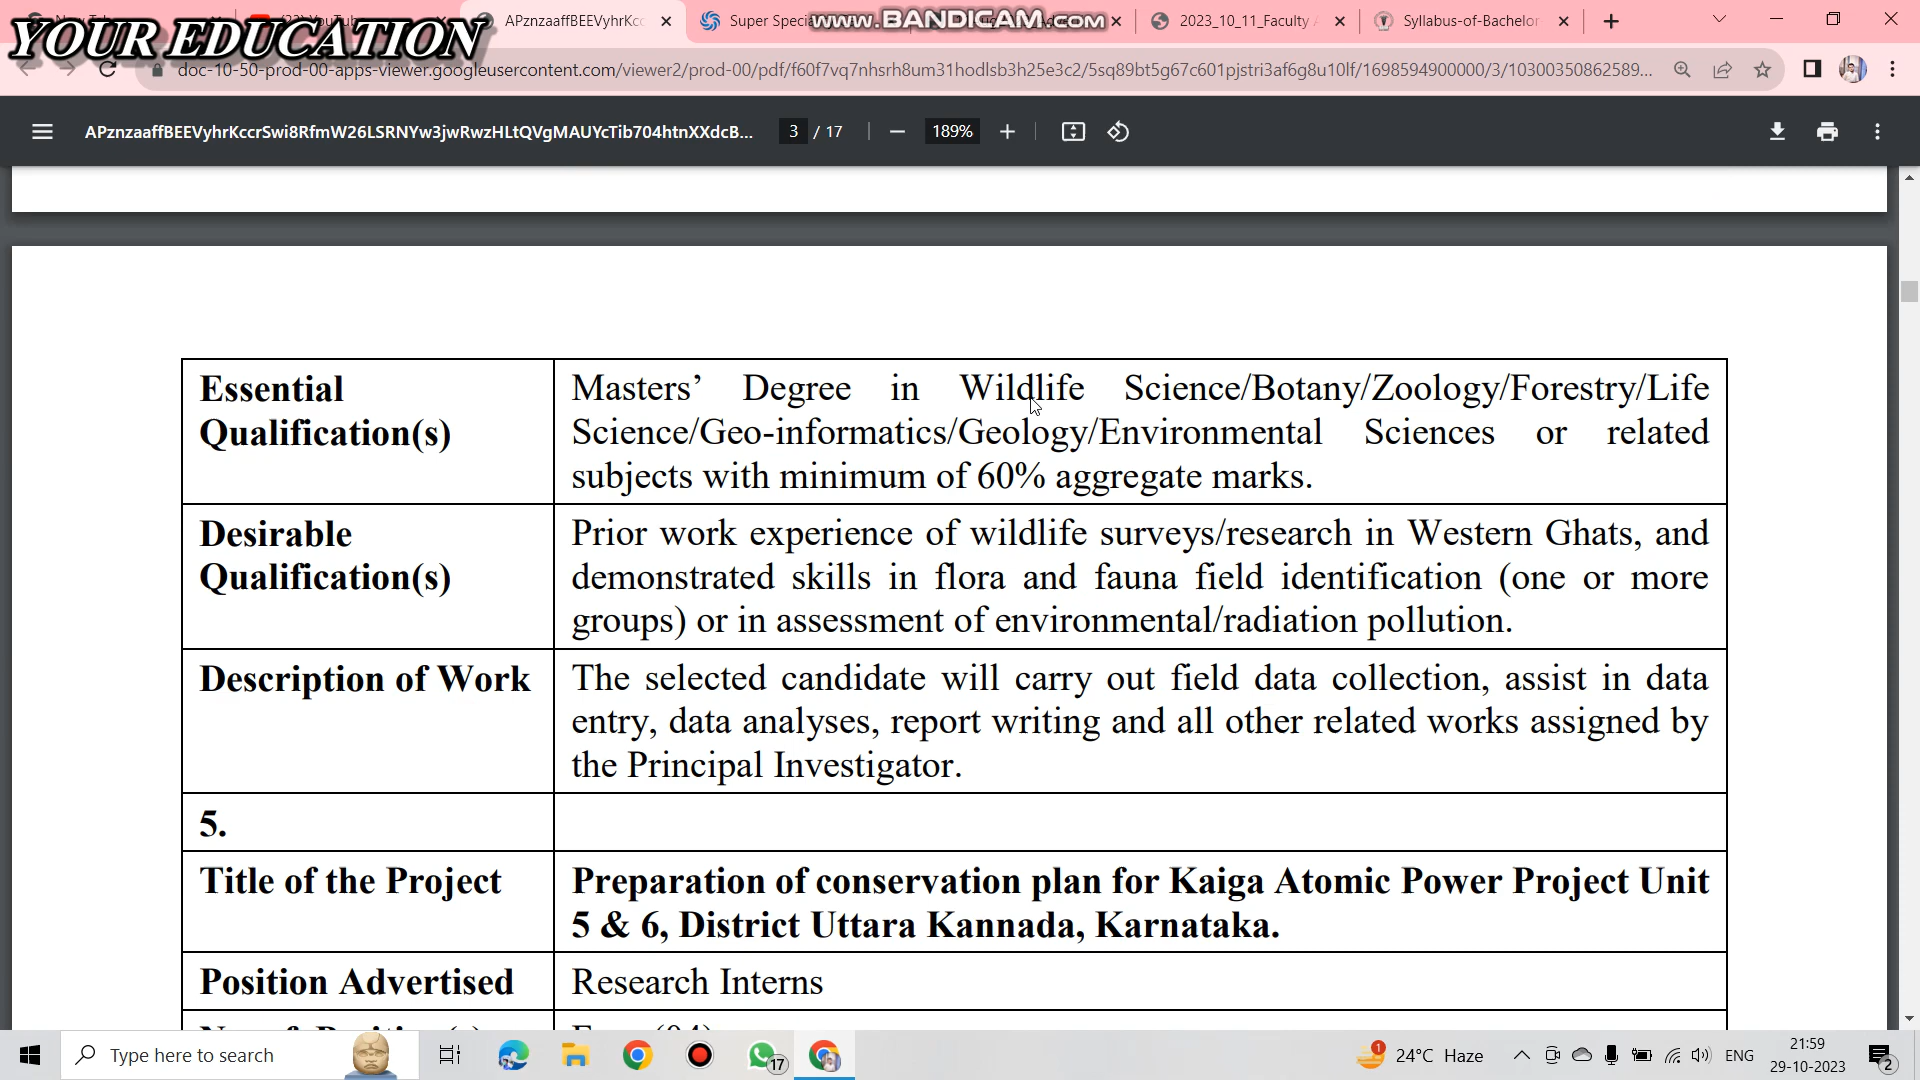 YOUR EDUCATION
www.BANDICAM.com
APznzaaffBEEVyhrKcc
Super Speci
2023_10_11_Faculty
Syllabus-of-Bachelor
doc-10-50-prod-00-apps-viewer.googleusercontent.com/viewer2/prod-00/pdf/f60f7vq7nhsrh8um31hodlsb3h25e3c2/5sq89bt5g67c601pjstri3af6g8u10lf/1698594900000/3/10300350862589...
APznzaaffBEEVyhrKccrSwi8RfmW26LSRNYw3jwRwzHLtQVgMAUYcTib704htnXXdcB...
3 / 17
189%
Essential Qualification(s)
Masters’ Degree in Wildlife Science/Botany/Zoology/Forestry/Life
Science/Geo-informatics/Geology/Environmental Sciences or related
subjects with minimum of 60% aggregate marks.
Desirable Qualification(s)
Prior work experience of wildlife surveys/research in Western Ghats, and
demonstrated skills in flora and fauna field identification (one or more
groups) or in assessment of environmental/radiation pollution.
Description of Work
The selected candidate will carry out field data collection, assist in data
entry, data analyses, report writing and all other related works assigned by
the Principal Investigator.
5.
Title of the Project
Preparation of conservation plan for Kaiga Atomic Power Project Unit
5 & 6, District Uttara Kannada, Karnataka.
Position Advertised
Research Interns
Type here to search
17
1
24°C Haze
ENG
21:59
29-10-2023
2